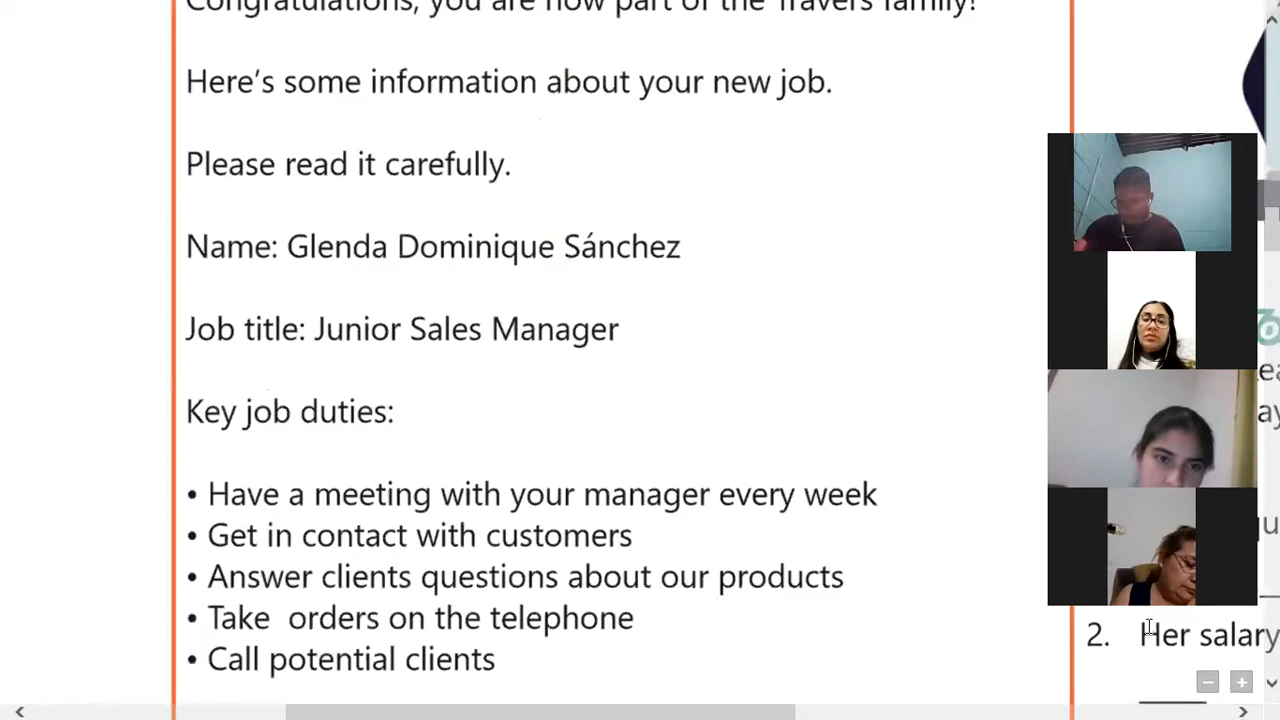 Congratulations, you are now part of the Travers family!
Here's some information about your new job.
Please read it carefully.
Name: Glenda Dominique Sánchez
Job title: Junior Sales Manager
Key job duties:
• Have a meeting with your manager every week
• Get in contact with customers
• Answer clients questions about our products
• Take  orders on the telephone
• Call potential clients
2. Her salary